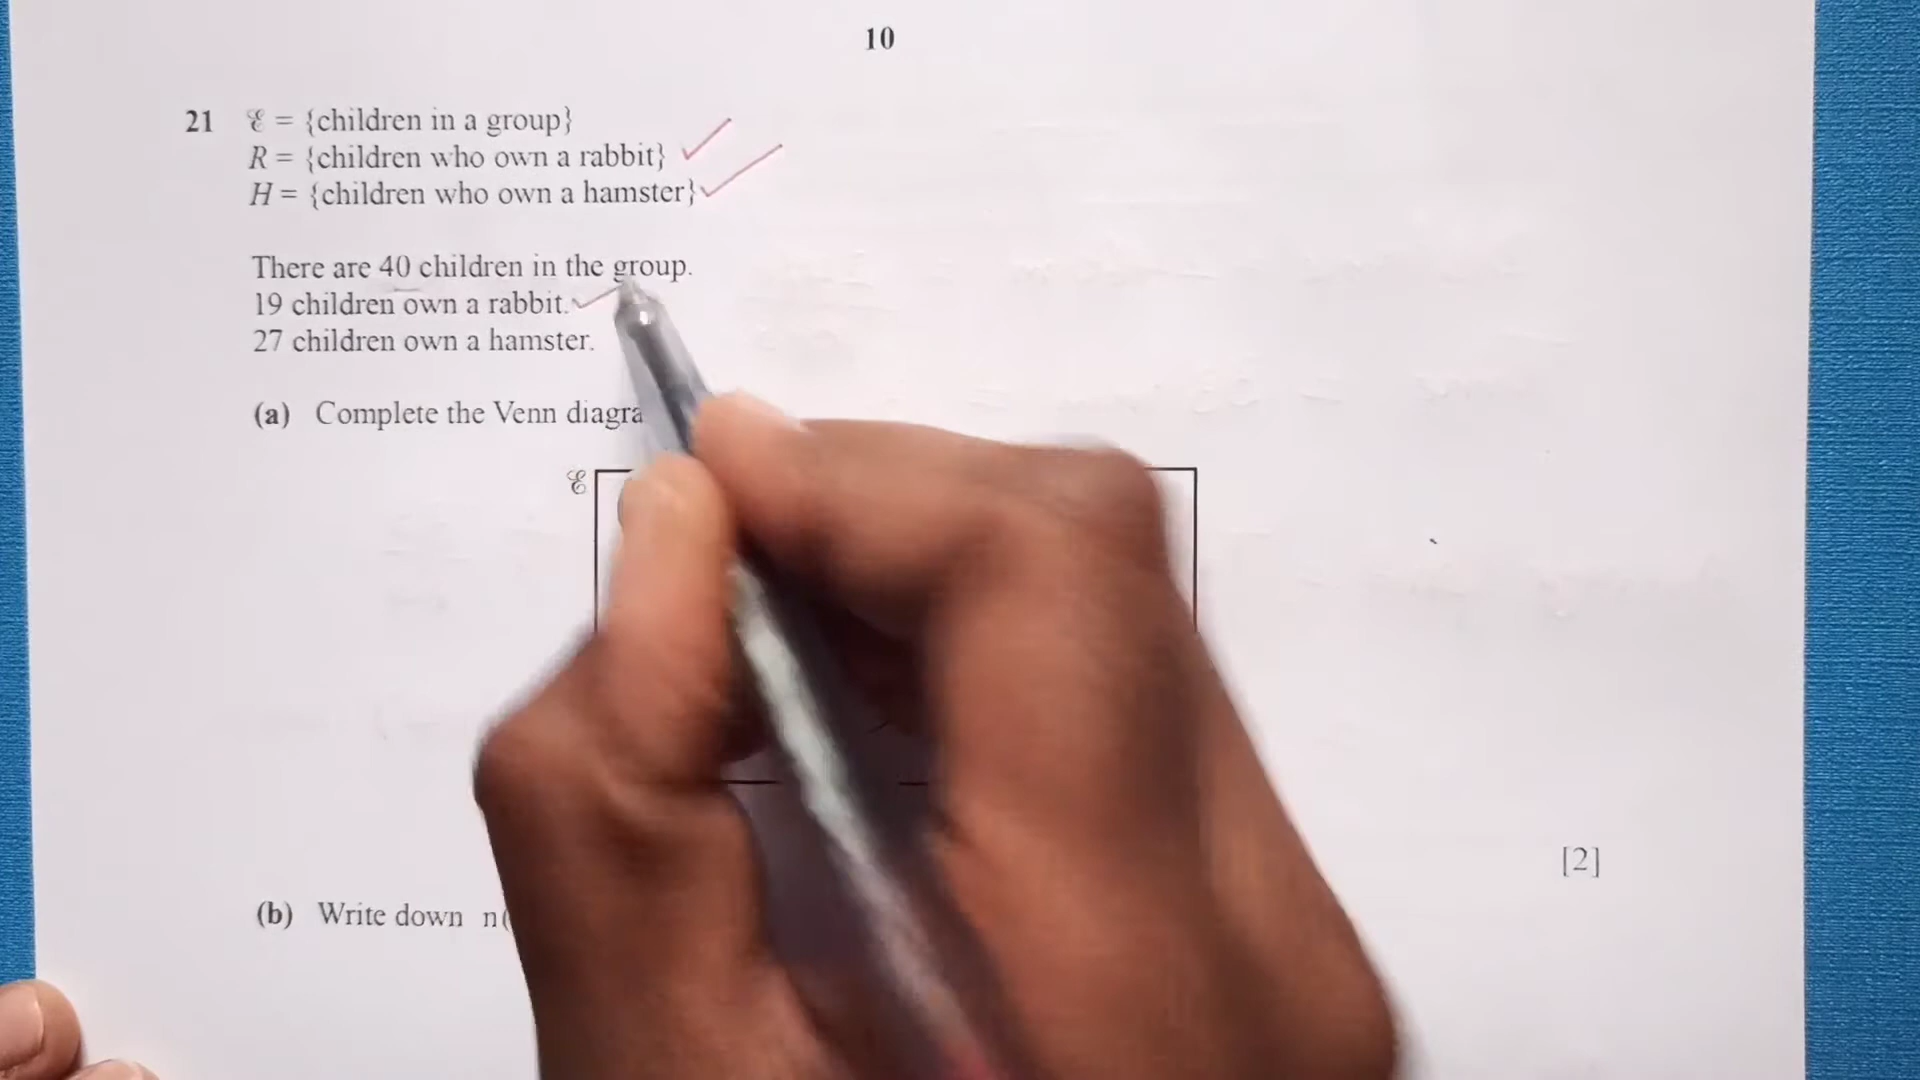 10
21 ℰ = {children in a group}
R = {children who own a rabbit}
H = {children who own a hamster}
There are 40 children in the group.
19 children own a rabbit.
27 children own a hamster.
(a) Complete the Venn
ℰ
[2]
(b) Write down n(